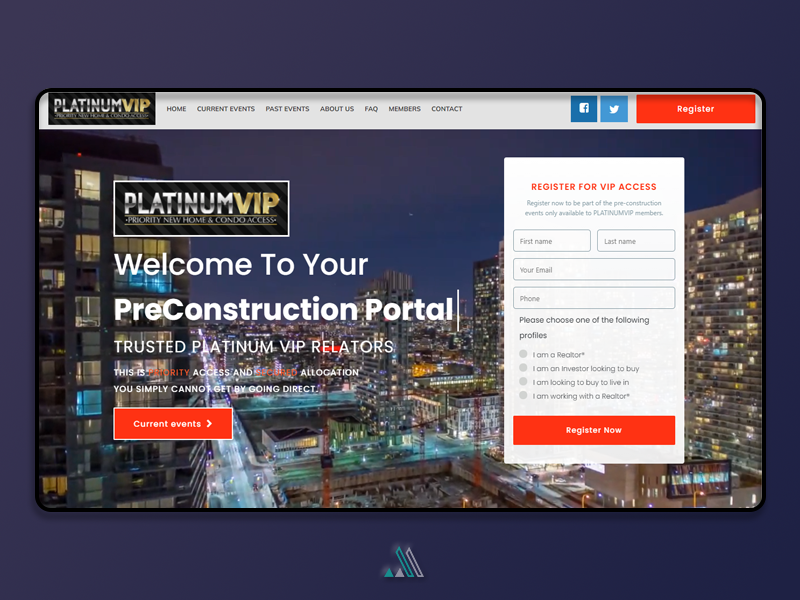 PLATINUMVIP
PRIORITY NEW HOME & CONDO ACCESS
HOME CURRENT EVENTS PAST EVENTS ABOUT US FAQ MEMBERS CONTACT
Register
PLATINUMVIP
•PRIORITY NEW HOME & CONDO ACCESS•
Welcome To Your
PreConstruction Portal
TRUSTED PLATINUM VIP RELATORS
THIS IS PRIORITY ACCESS AND ALLOCATION
YOU SIMPLY CANNOT GET BY GOING DIRECT.
Current events
REGISTER FOR VIP ACCESS
Register now to be part of the pre-construction
events only available to PLATINUMVIP members.
First name Last name
Your Email
Phone
Please choose one of the following
profiles
I am a Realtor*
I am an Investor looking to buy
I am looking to buy to live in
I am working with a Realtor*
Register Now